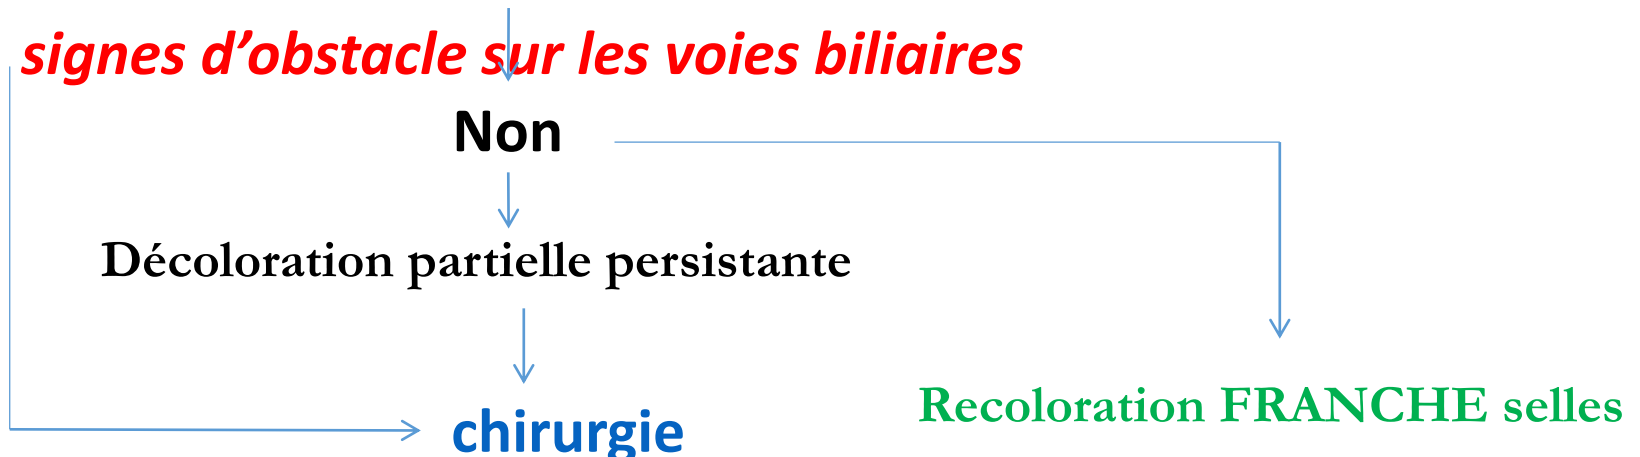 signes d’obstacle sur les voies biliaires
Non
Décoloration partielle persistante
Recoloration FRANCHE selles
chirurgie